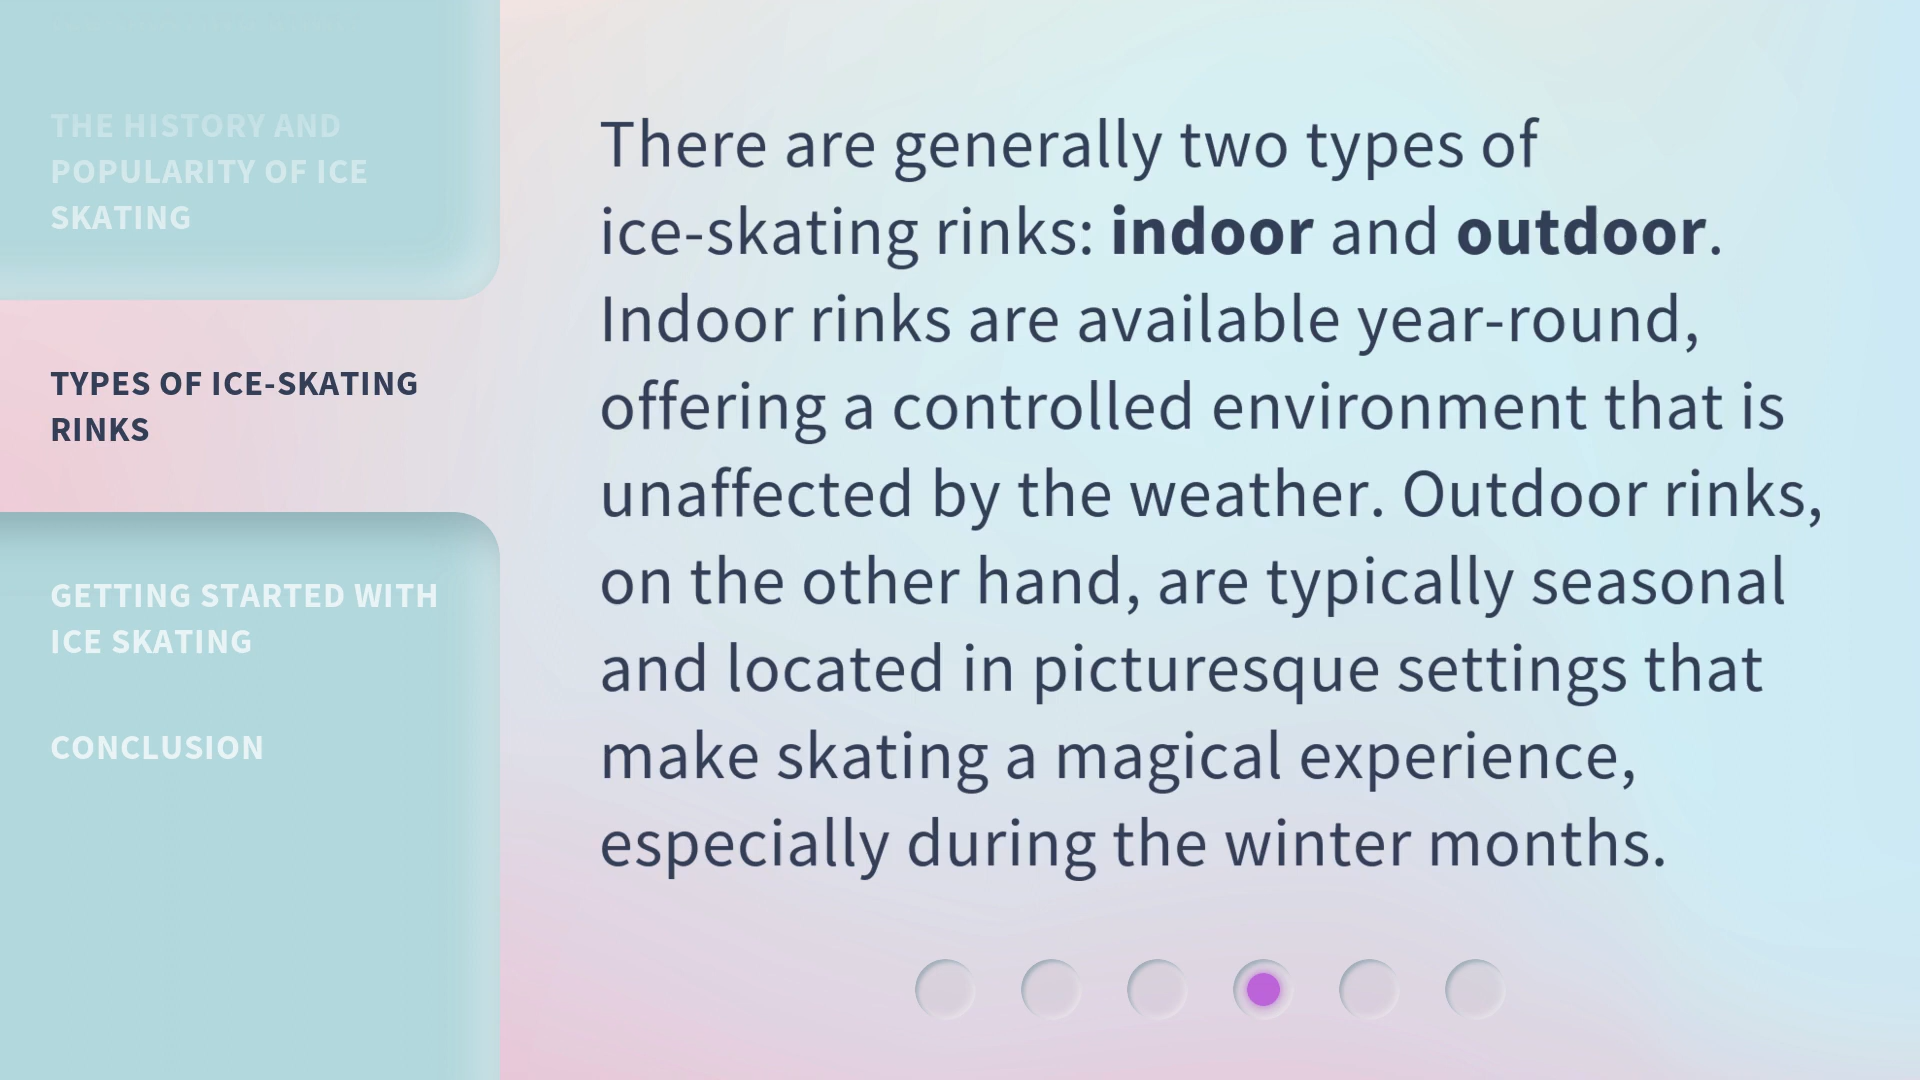 THE HISTORY AND
POPULARITY OF ICE
SKATING
TYPES OF ICE-SKATING
RINKS
GETTING STARTED WITH
ICE SKATING
CONCLUSION
There are generally two types of
ice-skating rinks: indoor and outdoor.
Indoor rinks are available year-round,
offering a controlled environment that is
unaffected by the weather. Outdoor rinks,
on the other hand, are typically seasonal
and located in picturesque settings that
make skating a magical experience,
especially during the winter months.